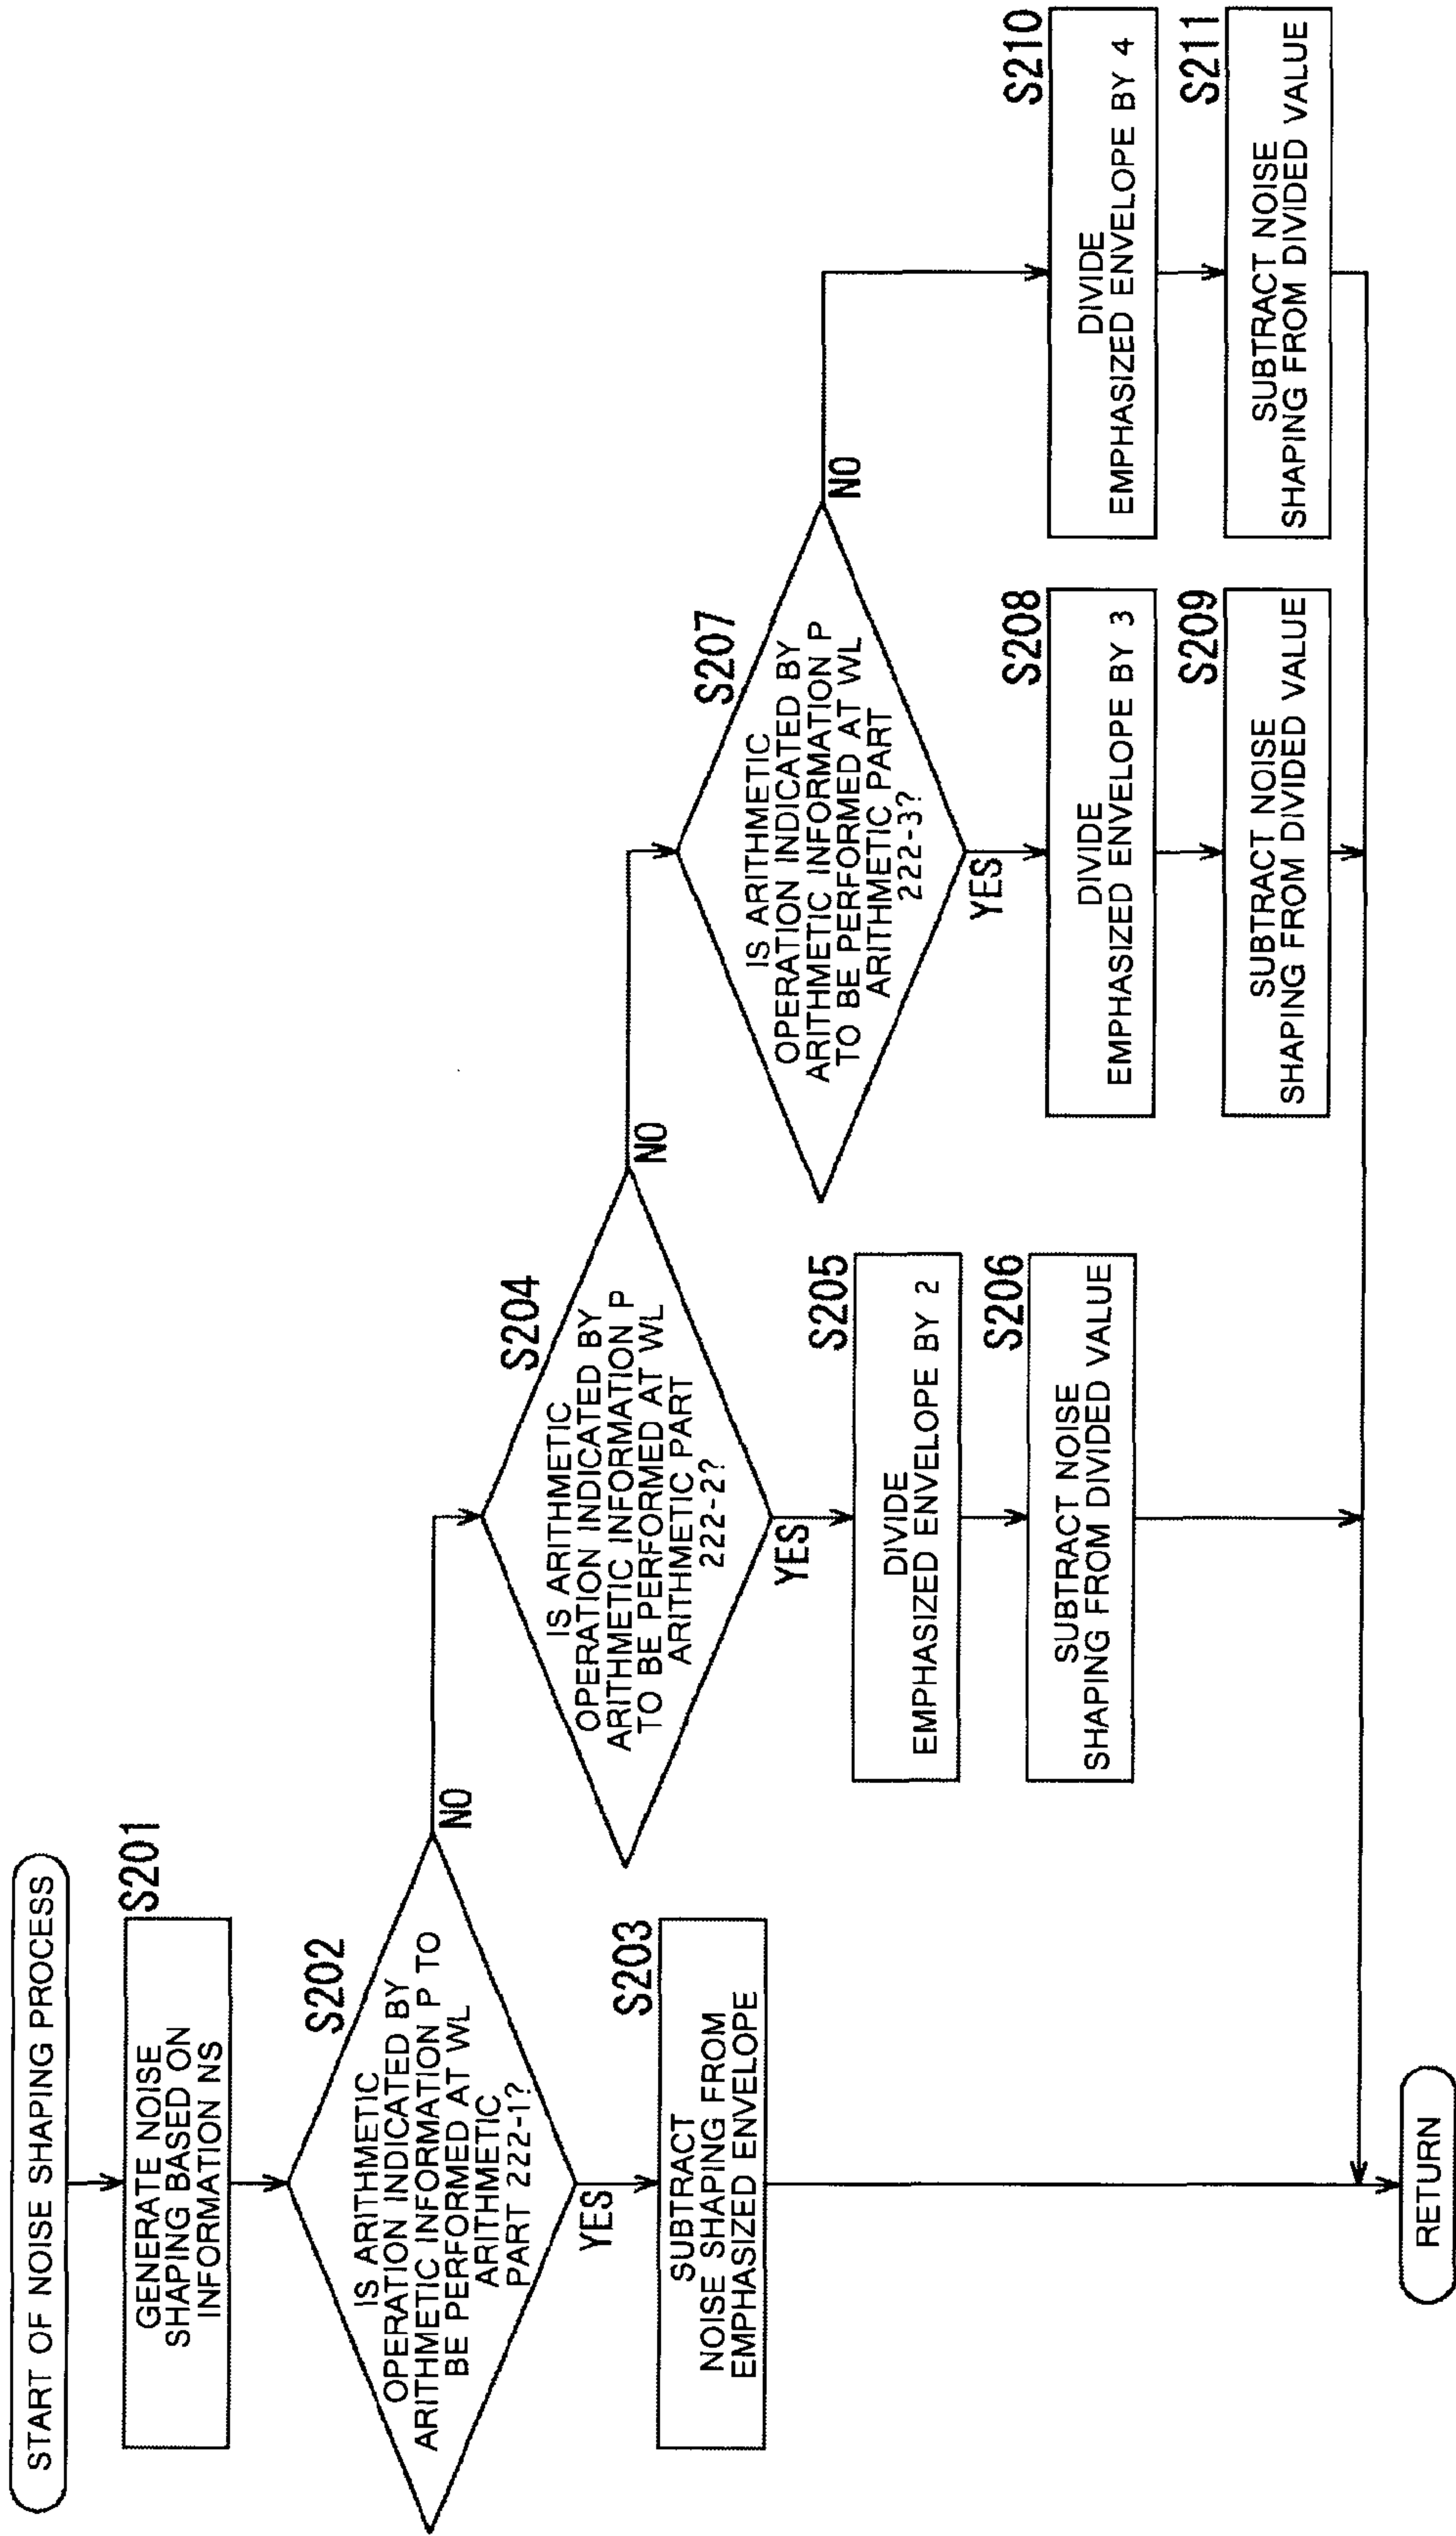 START OF NOISE SHAPING PROCESS
S201
GENERATE NOISE
SHAPING BASED ON
INFORMATION NS
S202
IS ARITHMETIC
OPERATION INDICATED BY
ARITHMETIC INFORMATION P TO
BE PERFORMED AT WL
ARITHMETIC
PART 222-1?
NO
YES
S203
SUBTRACT
NOISE SHAPING FROM
EMPHASIZED ENVELOPE
S204
IS ARITHMETIC
OPERATION INDICATED BY
ARITHMETIC INFORMATION P
TO BE PERFORMED AT WL
ARITHMETIC PART
222-2?
NO
YES
S205
DIVIDE
EMPHASIZED ENVELOPE BY 2
S206
SUBTRACT NOISE
SHAPING FROM DIVIDED VALUE
S207
IS ARITHMETIC
OPERATION INDICATED BY
ARITHMETIC INFORMATION P
TO BE PERFORMED AT WL
ARITHMETIC PART
222-3?
NO
YES
S208
DIVIDE
EMPHASIZED ENVELOPE BY 3
S209
SUBTRACT NOISE
SHAPING FROM DIVIDED VALUE
S210
DIVIDE
EMPHASIZED ENVELOPE BY 4
S211
SUBTRACT NOISE
SHAPING FROM DIVIDED VALUE
RETURN